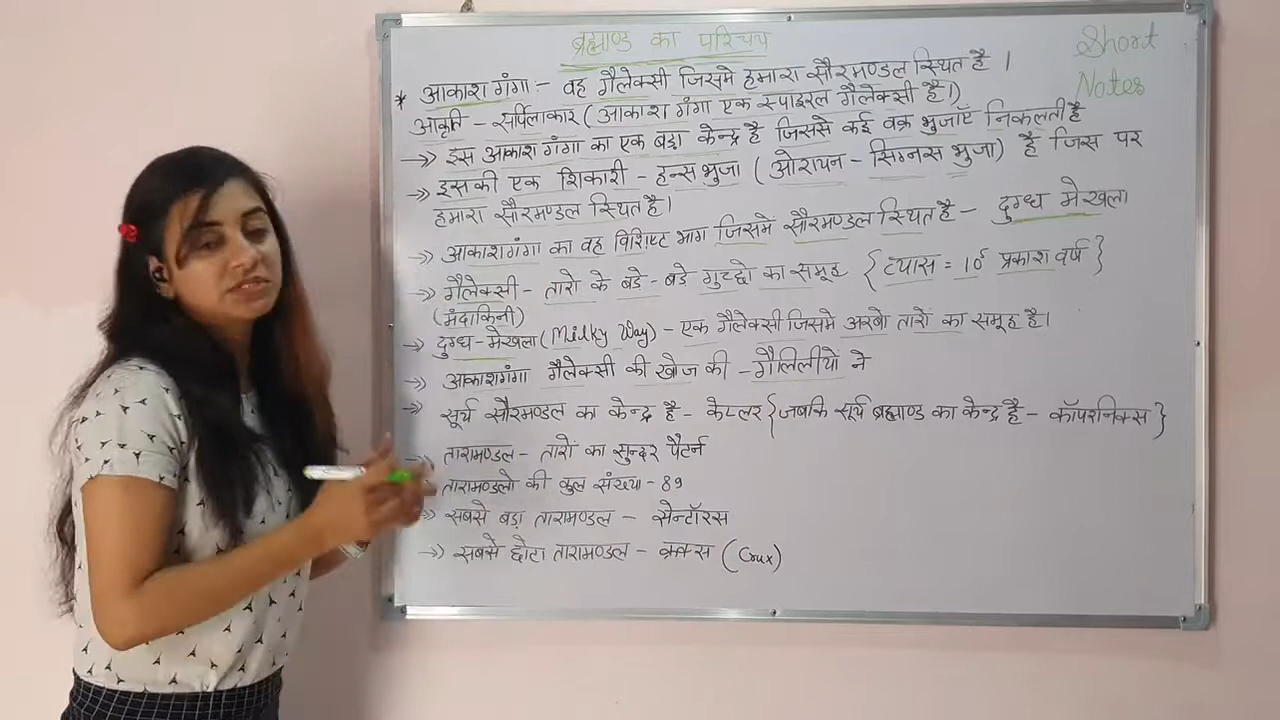 ब्रह्माण्ड का परिचय
Short
Notes
* आकाश गंगा :- वह गैलेक्सी जिसमे हमारा सौरमण्डल स्थित है ।
आकृति - सर्पिलाकार ( आकाश गंगा एक स्पाइरल गैलेक्सी है।)
→» इस आकाश गंगा का एक बड़ा केन्द्र है जिससे कई वक्र भुजाएँ निकलती है
→» इसकी एक शिकारी - हन्स भुजा ( ओरायन - सिग्नस भुजा) है जिस पर
हमारा सौरमण्डल स्थित है।
→» आकाशगंगा का वह विशिष्ट भाग जिसमें सौरमण्डल स्थित है - दुग्ध मेखला
→» गैलेक्सी - तारो के बडे - बडे गुच्छो का समूह { व्यास = 10⁵ प्रकाश वर्ष }
(मंदाकिनी)
→» दुग्ध - मेखला (Milky Way) - एक गैलेक्सी जिसमे अरबो तारों का समूह है।
→» आकाशगंगा गैलेक्सी की खोज की - गैलिलीयो ने
→» सूर्य सौरमण्डल का केन्द्र है - केप्लर { जबकि सूर्य ब्रह्माण्ड का केन्द्र है - कॉपरनिक्स }
→» तारामण्डल - तारों का सुन्दर पैटर्न
तारामण्डलो की कुल संख्या - 89
» सबसे बड़ा तारामण्डल - सेन्टॉरस
→» सबसे छोटा तारामण्डल - क्रक्स (Crux)